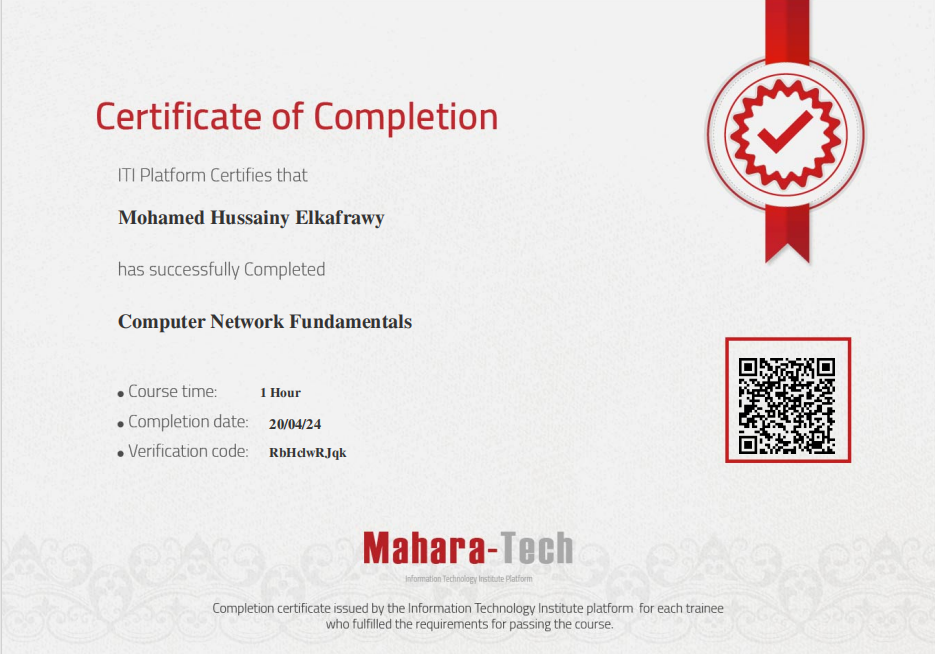 Certificate of Completion
ITI Platform Certifies that
Mohamed Hussainy Elkafrawy
has successfully Completed
Computer Network Fundamentals
• Course time: 1 Hour
• Completion date: 20/04/24
• Verification code: RbHclwRJqk
Mahara-Tech
Information Technology Institute Platform
Completion certificate issued by the Information Technology Institute platform for each trainee
who fulfilled the requirements for passing the course.